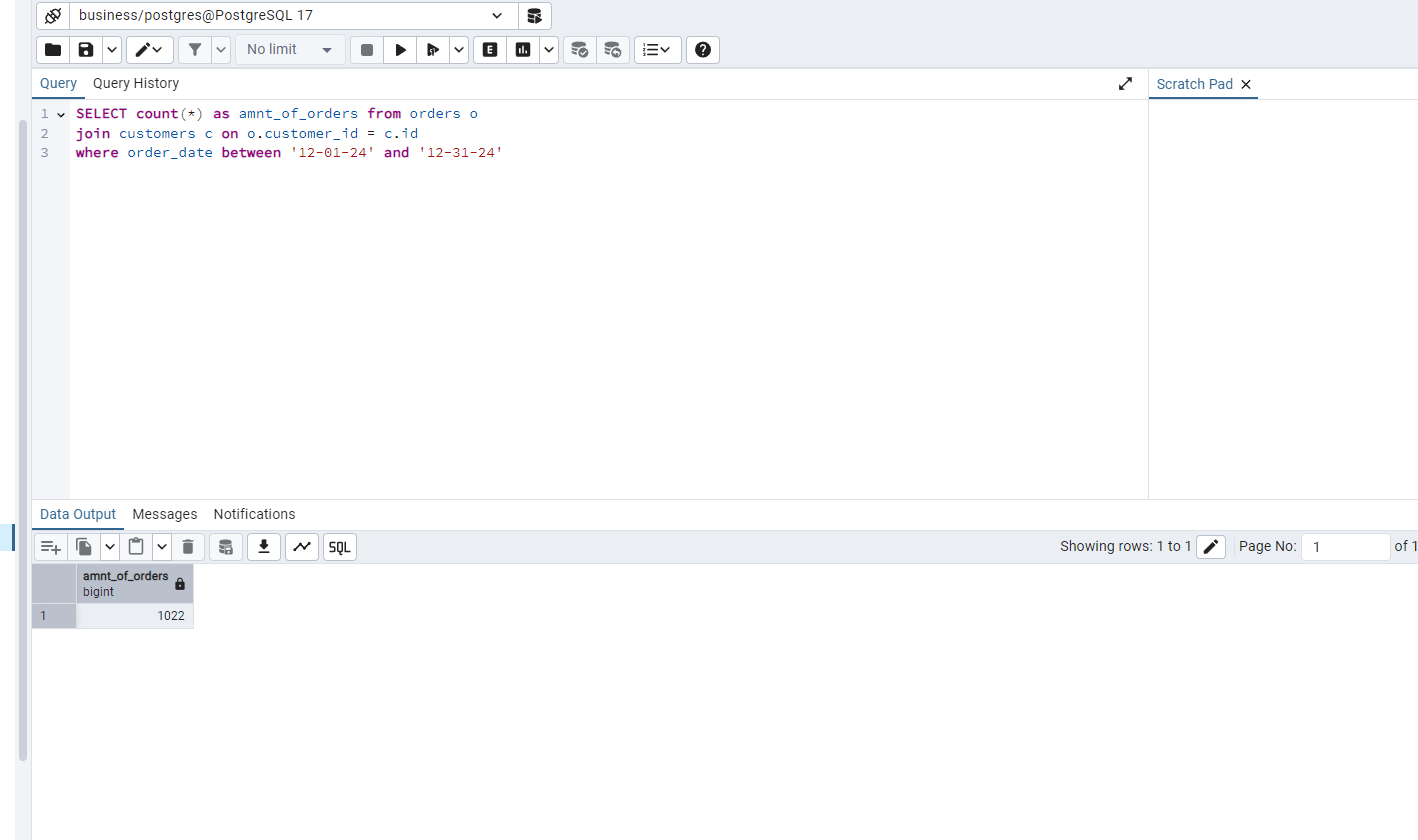 business/postgres@PostgreSQL 17
No limit
E
Query Query History
Scratch Pad
1 SELECT count(*) as amnt_of_orders from orders o
2 join customers c on o.customer_id = c.id
3 where order_date between '12-01-24' and '12-31-24'
Data Output Messages Notifications
SQL Showing rows: 1 to 1 Page No: 1 of 1
amnt_of_orders
bigint
1 1022